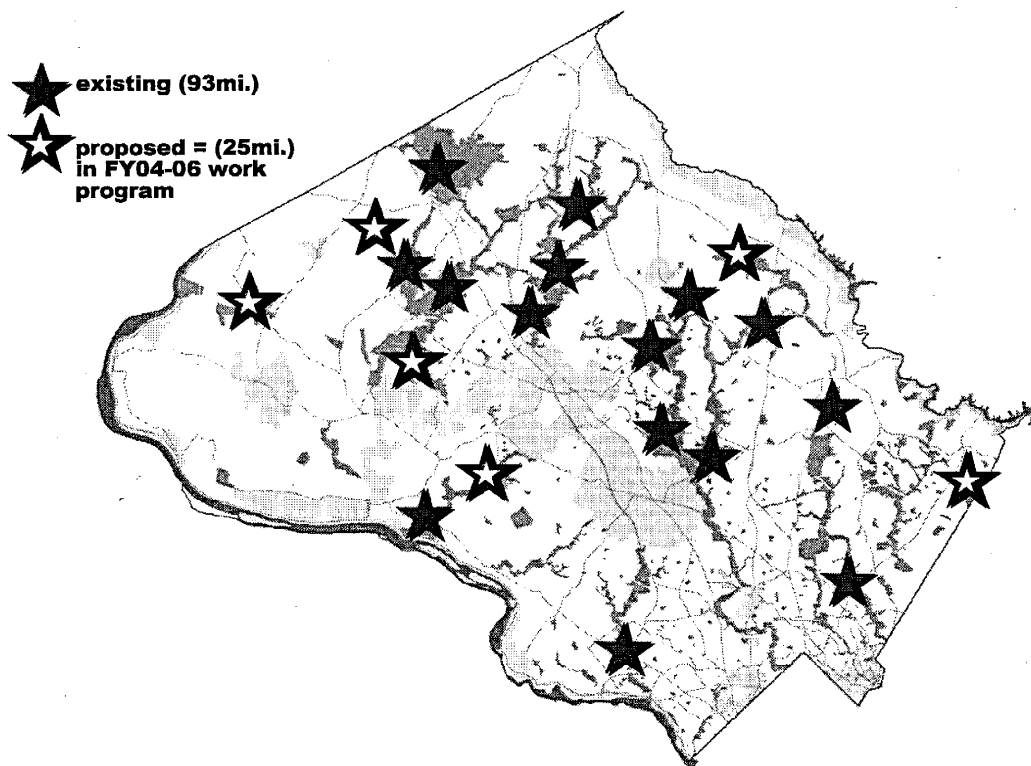 existing (93mi.)
proposed = (25mi.)
in FY04-06 work
program